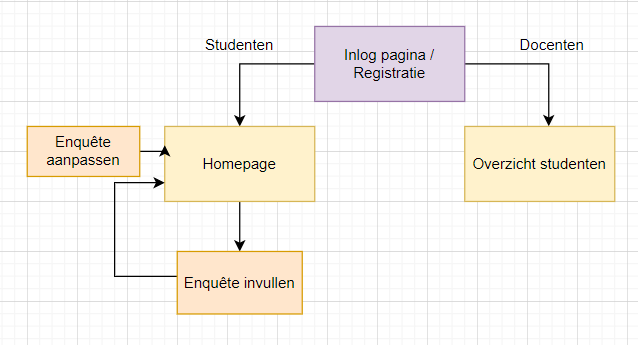 Studenten
Inlog pagina /
Registratie
Docenten
Enquête
aanpassen
Homepage
Overzicht studenten
Enquête invullen